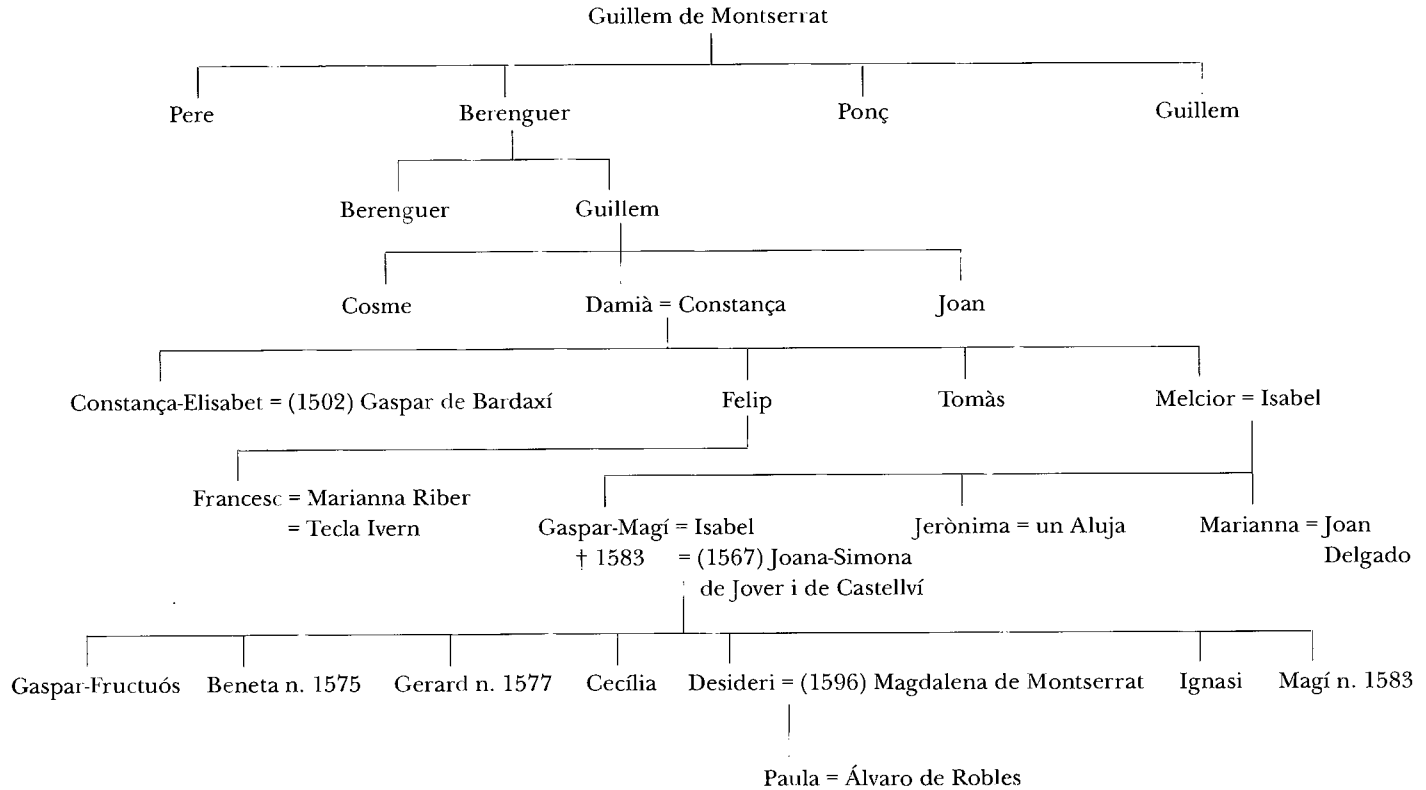 Guillem de Montserrat
Pere Berenguer Ponç Guillem
Berenguer Guillem
Cosme Damià = Constança Joan
Constança-Elisabet = (1502) Gaspar de Bardaxí Felip Tomàs Melcior = Isabel
Francesc = Marianna Riber Gaspar-Magí = Isabel Jerònima = un Aluja Marianna = Joan
= Tecla Ivern † 1583 = (1567) Joana-Simona Delgado
de Jover i de Castellví
Gaspar-Fructuós Beneta n. 1575 Gerard n. 1577 Cecília Desideri = (1596) Magdalena de Montserrat Ignasi Magí n. 1583
Paula = Álvaro de Robles